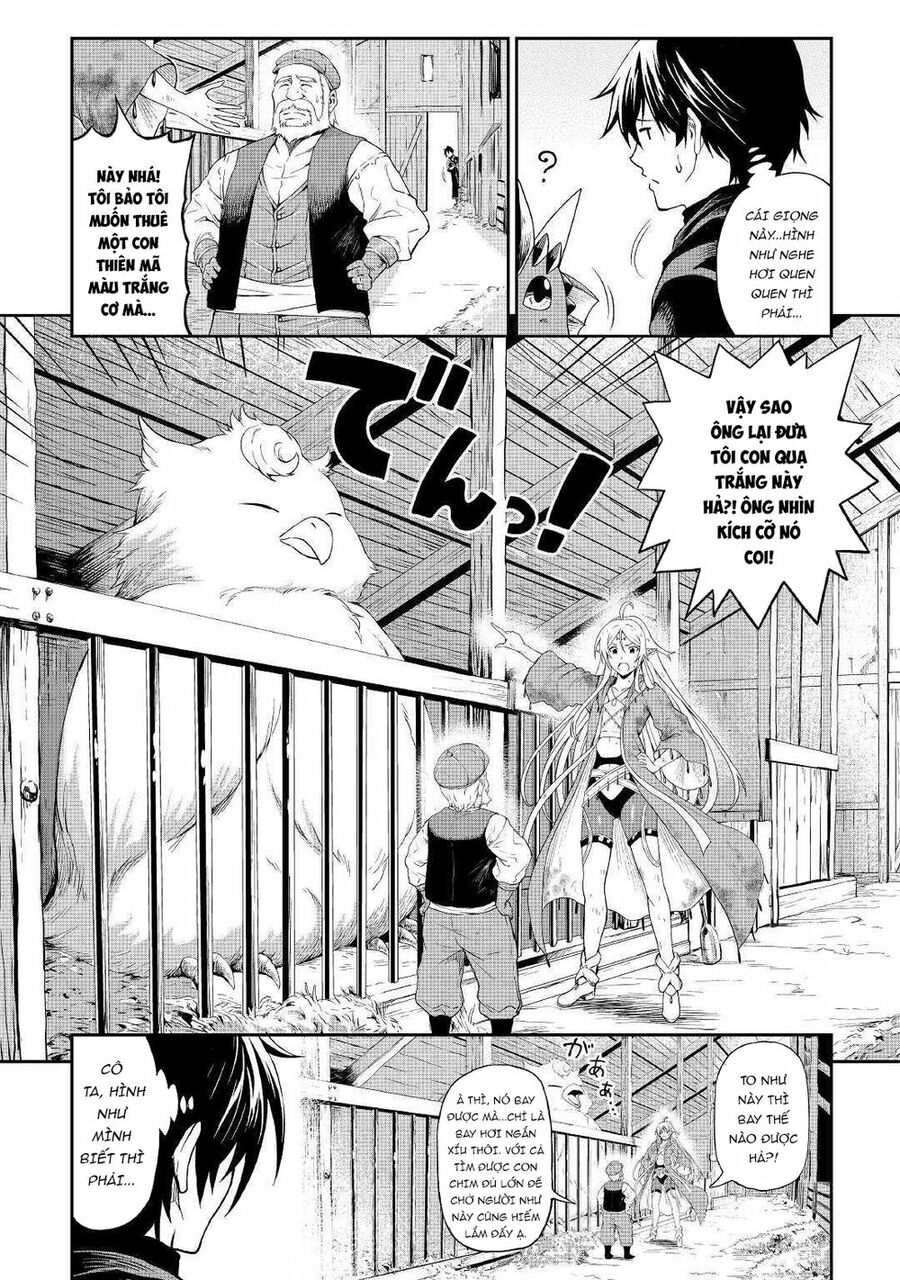 CÁI GIỌNG
NÀY...HÌNH
NHƯ NGHE
HƠI QUEN
QUEN THÌ
PHẢI...
?
NÀY NHÁ!
TÔI BẢO TÔI
MUỐN THUÊ
MỘT CON
THIÊN MÃ
MÀU TRẮNG
CƠ MÀ...
VẬY SAO
ÔNG LẠI ĐƯA
TÔI CON QUẠ
TRẮNG NÀY
HẢ?! ÔNG NHÌN
KÍCH CỠ NÓ
COI!
でんっ!
TO NHƯ
NÀY THÌ
BAY THẾ
NÀO ĐƯỢC
HẢ?!
があぁ…
À THÌ, NÓ BAY
ĐƯỢC MÀ...CHỈ LÀ
BAY HƠI NGẮN
XÍU THÔI. VỚI CẢ
TÌM ĐƯỢC CON
CHIM ĐỦ LỚN ĐỂ
CHỞ NGƯỜI NHƯ
NÀY CŨNG HIẾM
LẮM ĐẤY Ạ.
CÔ
TA, HÌNH
NHƯ
MÌNH
BIẾT THÌ
PHẢI...